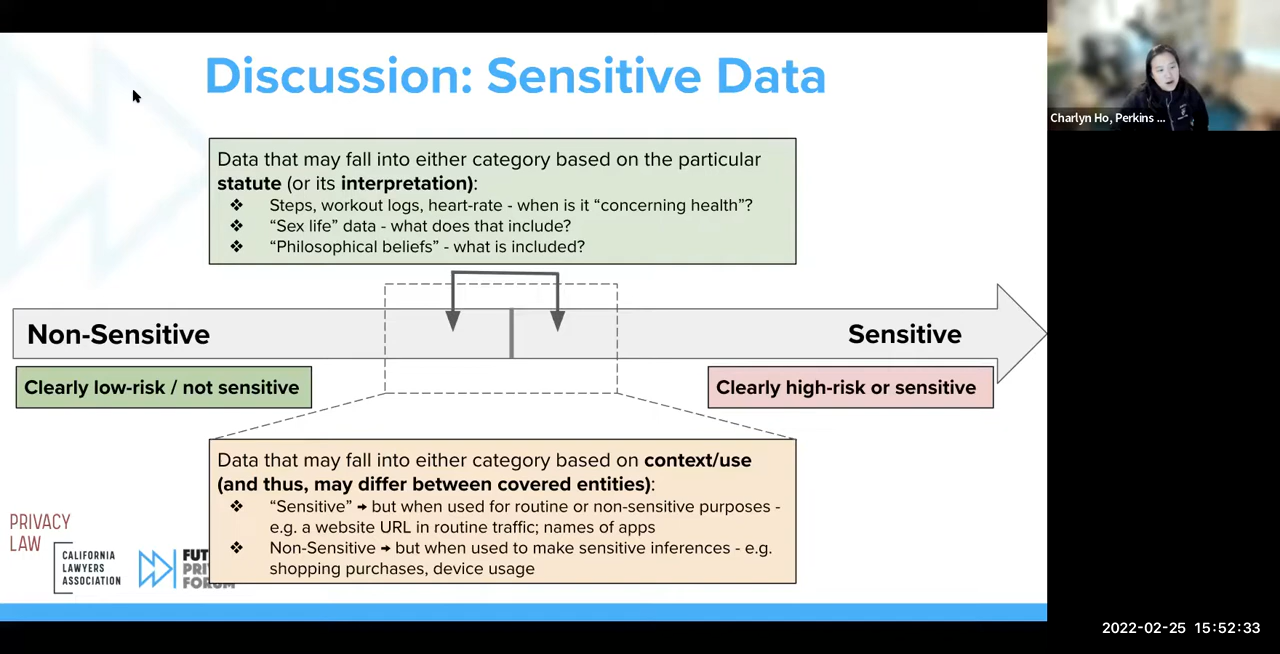 Discussion: Sensitive Data
Charlyn Ho, Perkins ...
Data that may fall into either category based on the particular
statute (or its interpretation):
❖ Steps, workout logs, heart-rate - when is it “concerning health”?
❖ “Sex life” data - what does that include?
❖ “Philosophical beliefs” - what is included?
Non-Sensitive
Sensitive
Clearly low-risk / not sensitive
Clearly high-risk or sensitive
Data that may fall into either category based on context/use
(and thus, may differ between covered entities):
❖ “Sensitive” → but when used for routine or non-sensitive purposes -
e.g. a website URL in routine traffic; names of apps
❖ Non-Sensitive → but when used to make sensitive inferences - e.g.
shopping purchases, device usage
PRIVACY
LAW
CALIFORNIA
LAWYERS
ASSOCIATION
FUT
PRI
FORUM
2022-02-25 15:52:33